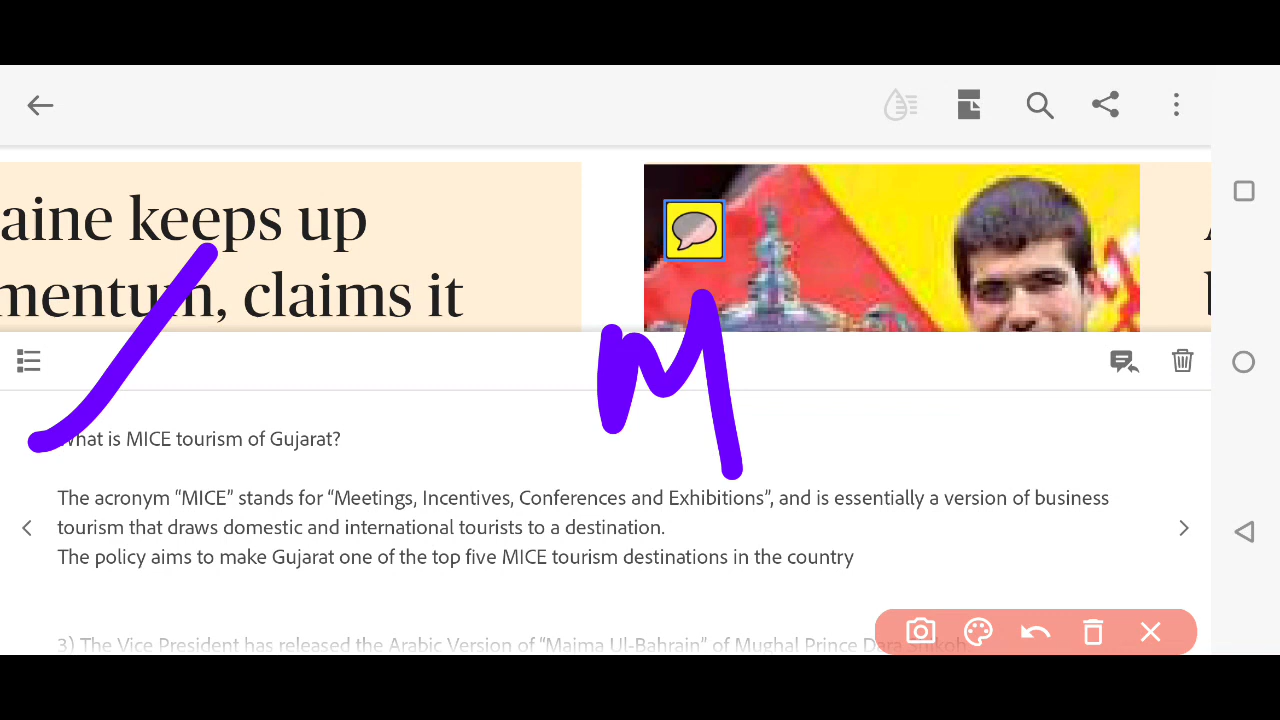 aine keeps up
mentum, claims it
M
What is MICE tourism of Gujarat?
The acronym “MICE” stands for “Meetings, Incentives, Conferences and Exhibitions”, and is essentially a version of business
tourism that draws domestic and international tourists to a destination.
The policy aims to make Gujarat one of the top five MICE tourism destinations in the country
3) The Vice President has released the Arabic Version of “Majma Ul-Bahrain” of Mughal Prince Dara Shikoh